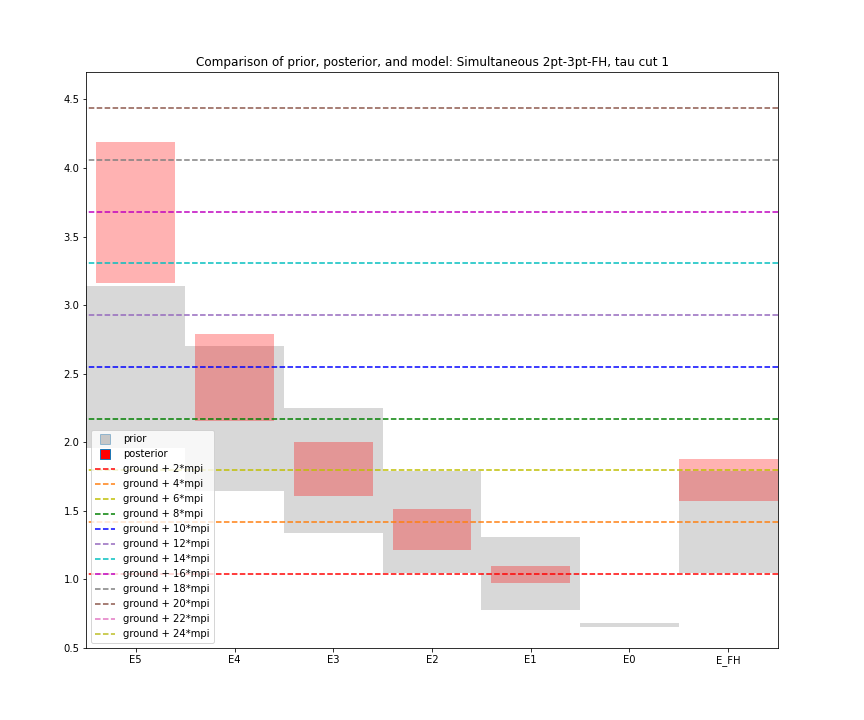 Comparison of prior, posterior, and model: Simultaneous 2pt-3pt-FH, tau cut 1
4.5
4.0
3.5
3.0
2.5
2.0
1.5
1.0
0.5
prior
posterior
ground + 2*mpi
ground + 4*mpi
ground + 6*mpi
ground + 8*mpi
ground + 10*mpi
ground + 12*mpi
ground + 14*mpi
ground + 16*mpi
ground + 18*mpi
ground + 20*mpi
ground + 22*mpi
ground + 24*mpi
E5 E4 E3 E2 E1 E0 E_FH